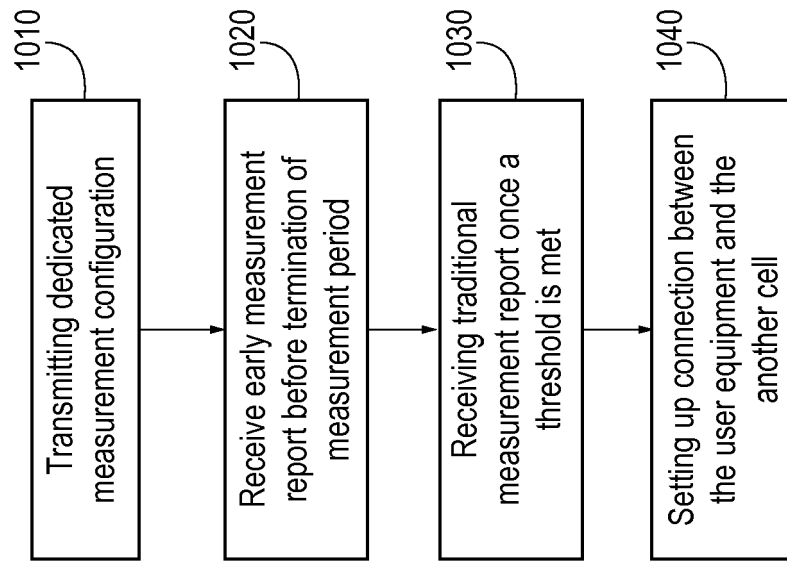 1010
Transmitting dedicated
measurement configuration
1020
Receive early measurement
report before termination of
measurement period
1030
Receiving traditional
measurement report once a
threshold is met
1040
Setting up connection between
the user equipment and the
another cell